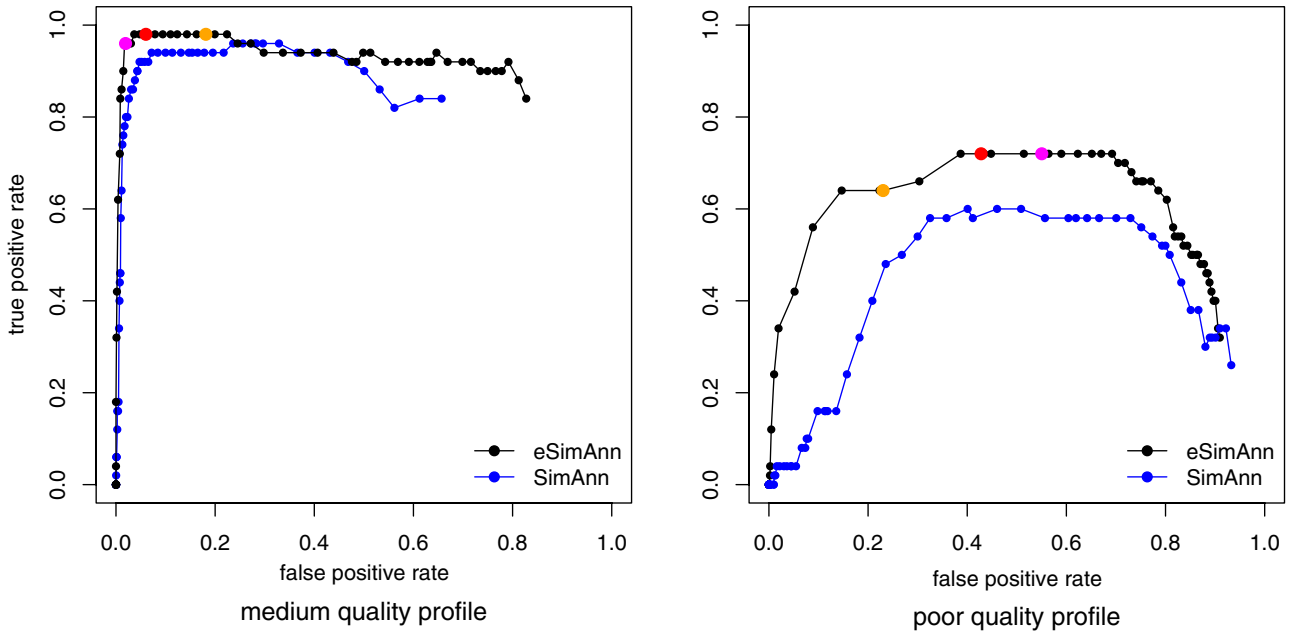 true positive rate
0.0 0.2 0.4 0.6 0.8 1.0
eSimAnn
SimAnn
0.0 0.2 0.4 0.6 0.8 1.0
false positive rate
medium quality profile
0.0 0.2 0.4 0.6 0.8 1.0
eSimAnn
SimAnn
0.0 0.2 0.4 0.6 0.8 1.0
false positive rate
poor quality profile